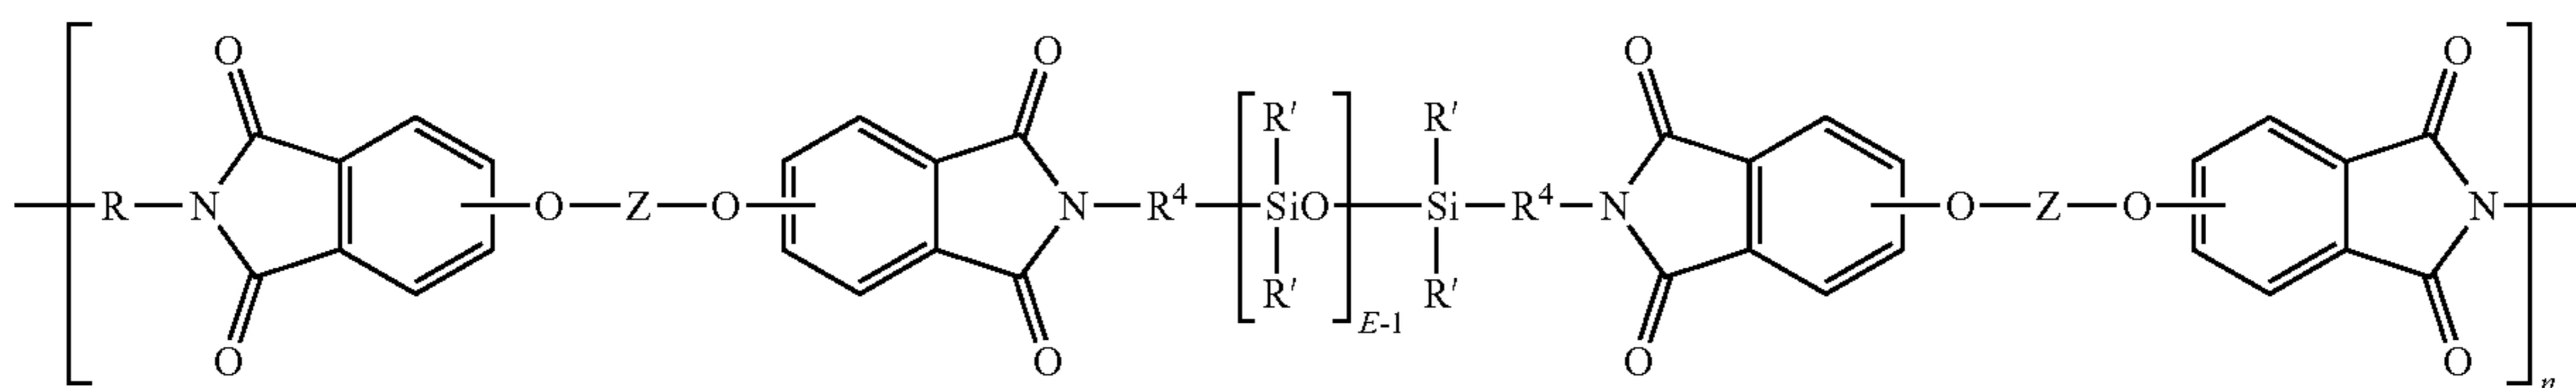 O O O O
R′ R′
R N O Z O N R⁴ SiO Si R⁴ N O Z O N
R′ R′
E-1
O O O O
n